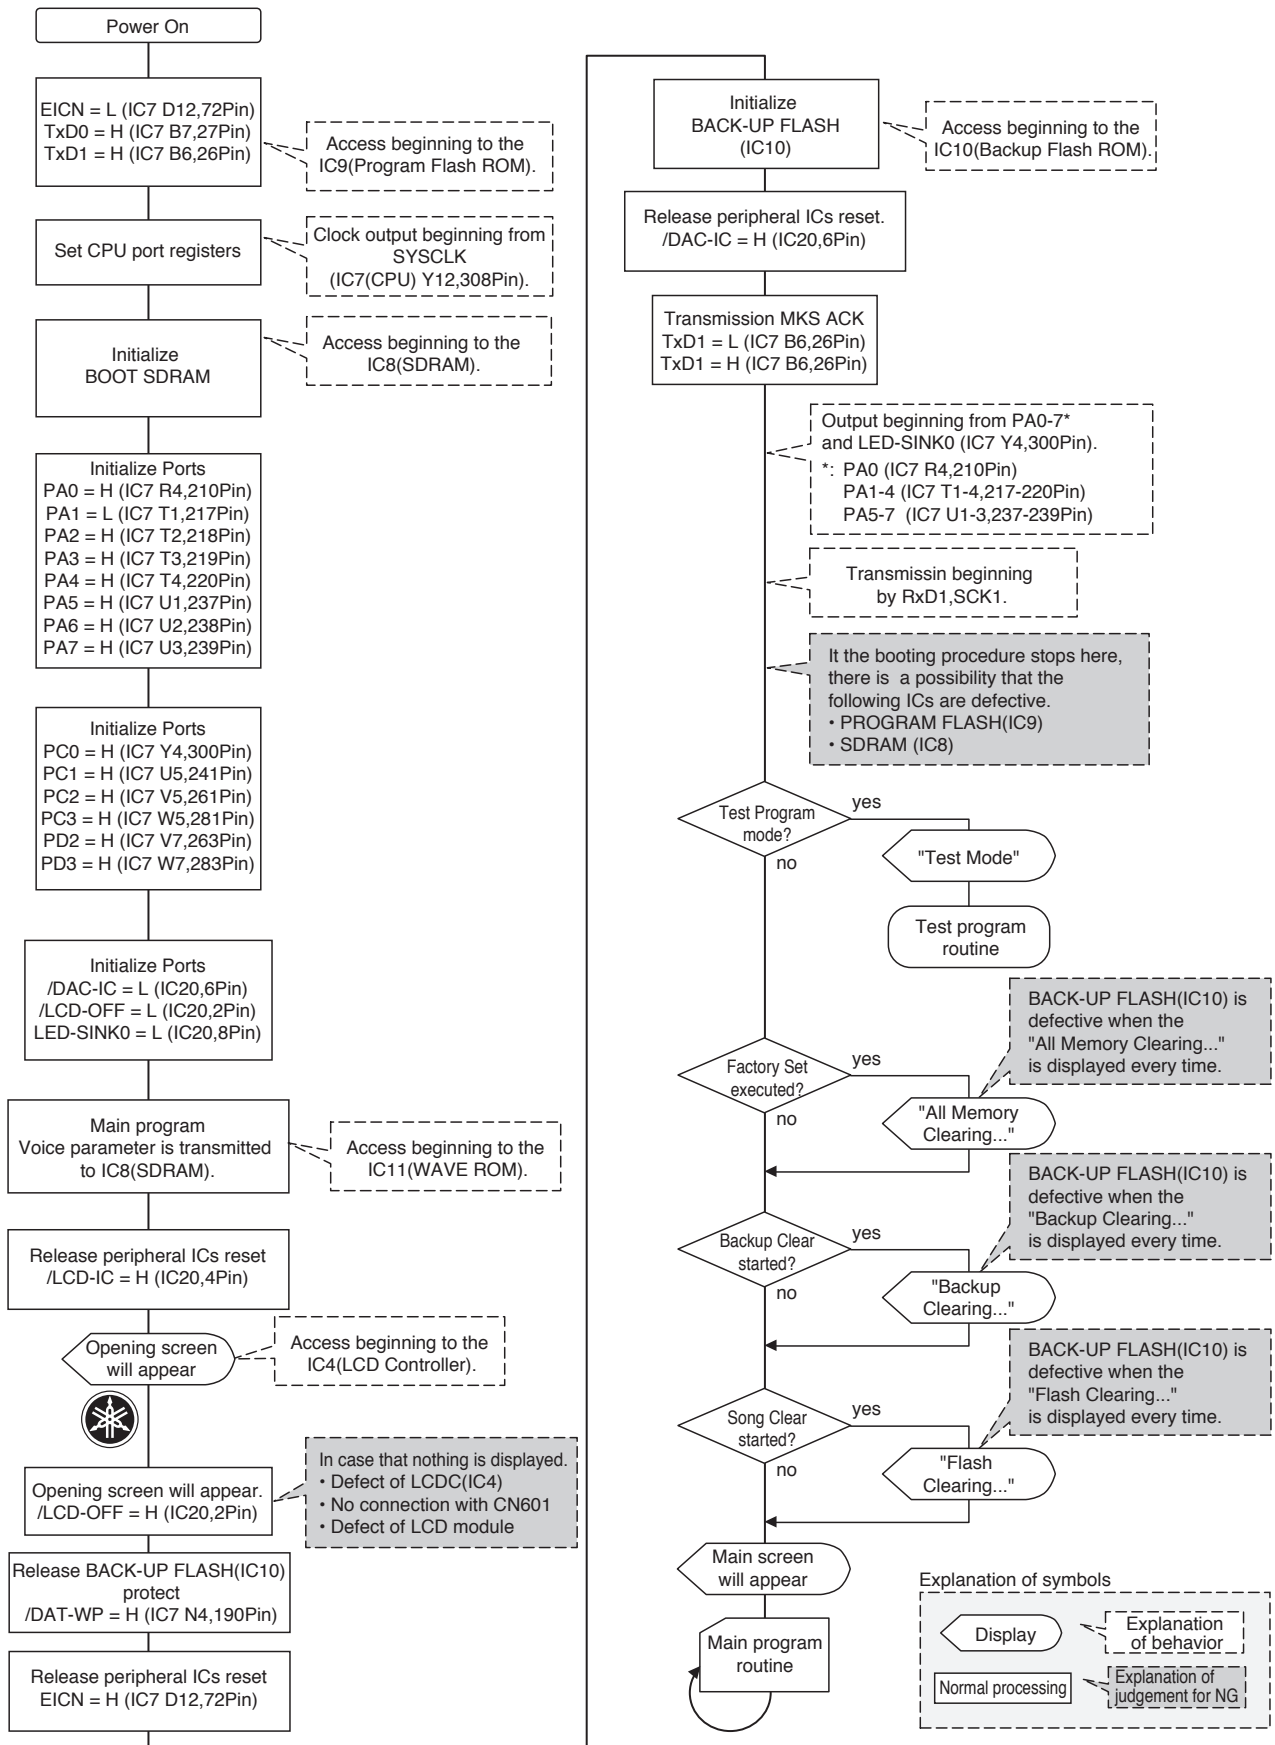 Power On
EICN = L (IC7 D12,72Pin)
TxD0 = H (IC7 B7,27Pin)
TxD1 = H (IC7 B6,26Pin)
Access beginning to the
IC9(Program Flash ROM).
Set CPU port registers
Clock output beginning from
SYSCLK
(IC7(CPU) Y12,308Pin).
Initialize
BOOT SDRAM
Access beginning to the
IC8(SDRAM).
Initialize Ports
PA0 = H (IC7 R4,210Pin)
PA1 = L (IC7 T1,217Pin)
PA2 = H (IC7 T2,218Pin)
PA3 = H (IC7 T3,219Pin)
PA4 = H (IC7 T4,220Pin)
PA5 = H (IC7 U1,237Pin)
PA6 = H (IC7 U2,238Pin)
PA7 = H (IC7 U3,239Pin)
Initialize Ports
PC0 = H (IC7 Y4,300Pin)
PC1 = H (IC7 U5,241Pin)
PC2 = H (IC7 V5,261Pin)
PC3 = H (IC7 W5,281Pin)
PD2 = H (IC7 V7,263Pin)
PD3 = H (IC7 W7,283Pin)
Initialize Ports
/DAC-IC = L (IC20,6Pin)
/LCD-OFF = L (IC20,2Pin)
LED-SINK0 = L (IC20,8Pin)
Main program
Voice parameter is transmitted
to IC8(SDRAM).
Access beginning to the
IC11(WAVE ROM).
Release peripheral ICs reset
/LCD-IC = H (IC20,4Pin)
Opening screen
will appear
Access beginning to the
IC4(LCD Controller).
Opening screen will appear.
/LCD-OFF = H (IC20,2Pin)
In case that nothing is displayed.
• Defect of LCDC(IC4)
• No connection with CN601
• Defect of LCD module
Release BACK-UP FLASH(IC10)
protect
/DAT-WP = H (IC7 N4,190Pin)
Release peripheral ICs reset
EICN = H (IC7 D12,72Pin)
Initialize
BACK-UP FLASH
(IC10)
Access beginning to the
IC10(Backup Flash ROM).
Release peripheral ICs reset.
/DAC-IC = H (IC20,6Pin)
Transmission MKS ACK
TxD1 = L (IC7 B6,26Pin)
TxD1 = H (IC7 B6,26Pin)
Output beginning from PA0-7*
and LED-SINK0 (IC7 Y4,300Pin).
*: PA0 (IC7 R4,210Pin)
PA1-4 (IC7 T1-4,217-220Pin)
PA5-7 (IC7 U1-3,237-239Pin)
Transmissin beginning
by RxD1,SCK1.
It the booting procedure stops here,
there is a possibility that the
following ICs are defective.
• PROGRAM FLASH(IC9)
• SDRAM (IC8)
Test Program
mode?
yes
no
"Test Mode"
Test program
routine
Factory Set
executed?
yes
no
"All Memory
Clearing..."
BACK-UP FLASH(IC10) is
defective when the
"All Memory Clearing..."
is displayed every time.
Backup Clear
started?
yes
no
"Backup
Clearing..."
BACK-UP FLASH(IC10) is
defective when the
"Backup Clearing..."
is displayed every time.
Song Clear
started?
yes
no
"Flash
Clearing..."
BACK-UP FLASH(IC10) is
defective when the
"Flash Clearing..."
is displayed every time.
Main screen
will appear
Main program
routine
Explanation of symbols
Display
Explanation
of behavior
Normal processing
Explanation of
judgement for NG